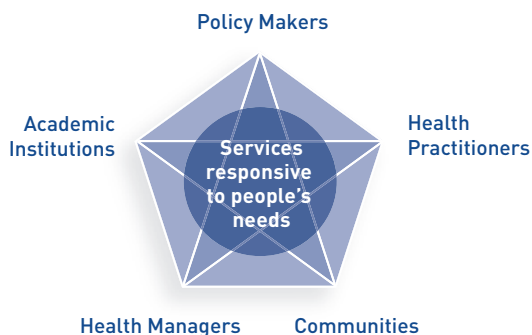 Policy Makers
Academic
Institutions
Health
Practitioners
Services
responsive
to people's
needs
Health Managers
Communities